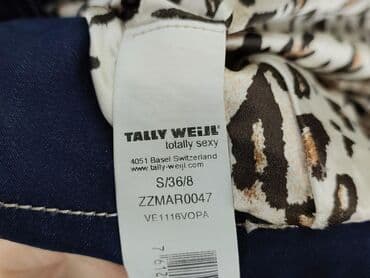 TALLY WEiJL
totally sexy
4051 Basel Switzerland
www.tally-weijl.com
S/36/8
ZZMAR0047
VE1116VOPA